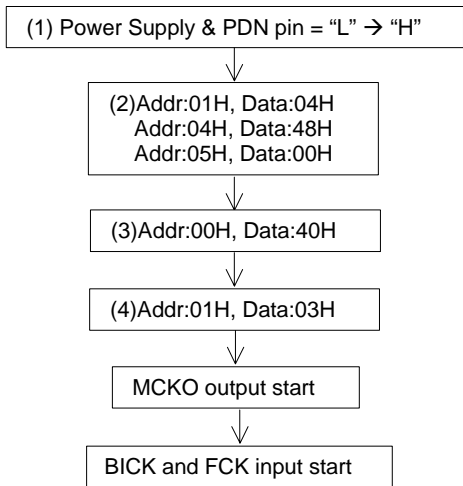 (1) Power Supply & PDN pin = “L” → “H”
(2)Addr:01H, Data:04H
Addr:04H, Data:48H
Addr:05H, Data:00H
(3)Addr:00H, Data:40H
(4)Addr:01H, Data:03H
MCKO output start
BICK and FCK input start